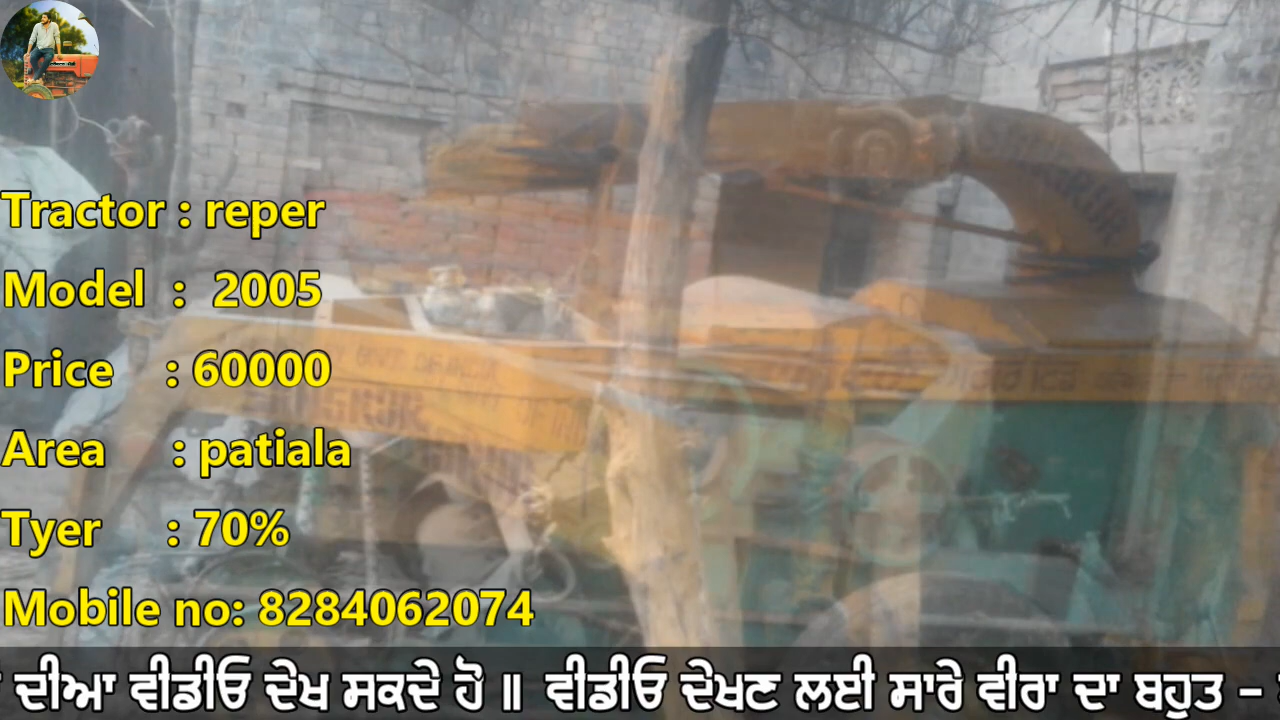 Tractor : reper
Model : 2005
Price : 60000
Area : patiala
Tyer : 70%
Mobile no: 8284062074
ਦੀਆ ਵੀਡੀਓ ਦੇਖ ਸਕਦੇ ਹੋ ॥ ਵੀਡੀਓ ਦੇਖਣ ਲਈ ਸਾਰੇ ਵੀਰਾ ਦਾ ਬਹੁਤ –